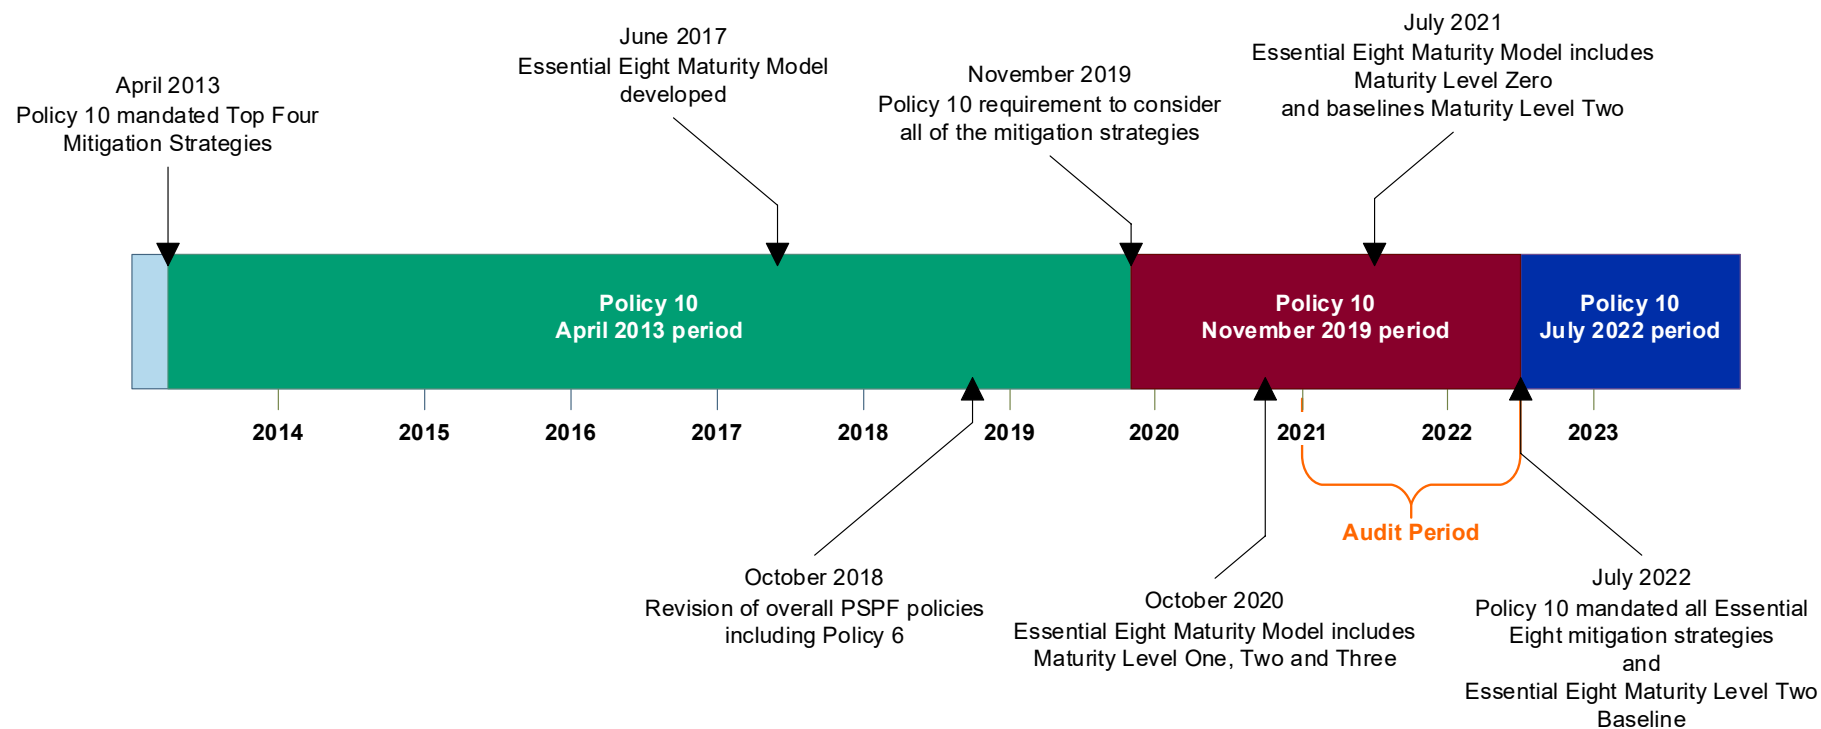 April 2013
Policy 10 mandated Top Four
Mitigation Strategies
June 2017
Essential Eight Maturity Model
developed
November 2019
Policy 10 requirement to consider
all of the mitigation strategies
July 2021
Essential Eight Maturity Model includes
Maturity Level Zero
and baselines Maturity Level Two
Policy 10
April 2013 period
Policy 10
November 2019 period
Policy 10
July 2022 period
2014
2015
2016
2017
2018
2019
2020
2021
2022
2023
Audit Period
October 2018
Revision of overall PSPF policies
including Policy 6
October 2020
Essential Eight Maturity Model includes
Maturity Level One, Two and Three
July 2022
Policy 10 mandated all Essential
Eight mitigation strategies
and
Essential Eight Maturity Level Two
Baseline